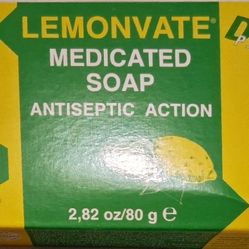 LEMONVATE®
MEDICATED
SOAP
ANTISEPTIC ACTION
2,82 oz/80 g ℮